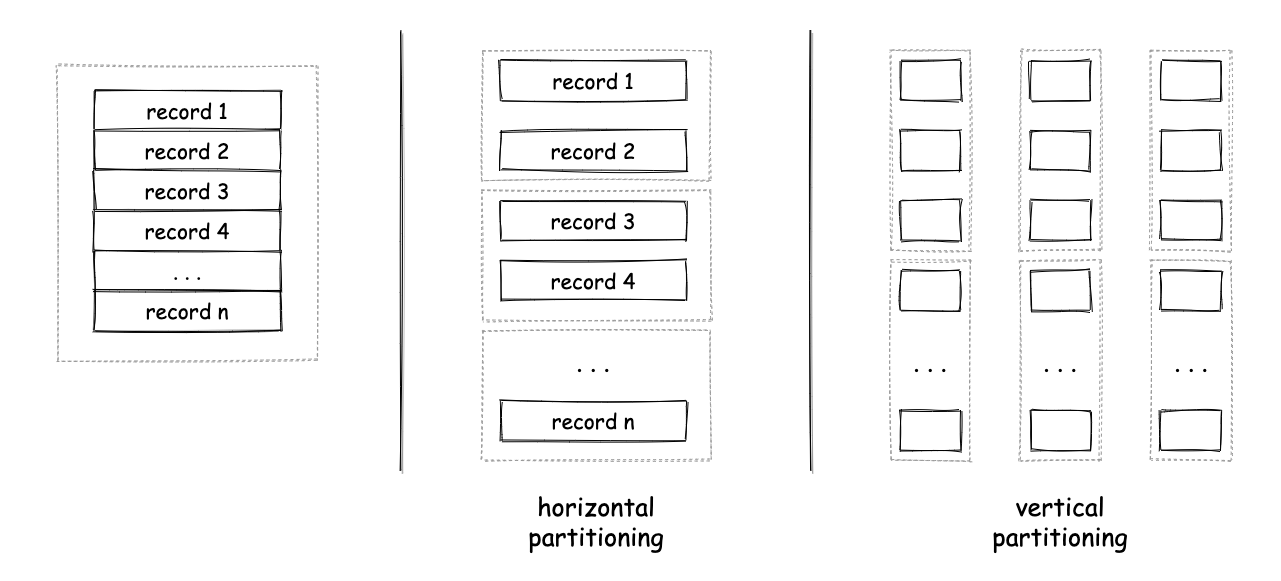 record 1
record 2
record 3
record 4
...
record n
record 1
record 2
record 3
record 4
...
record n
horizontal
partitioning
... ... ...
vertical
partitioning